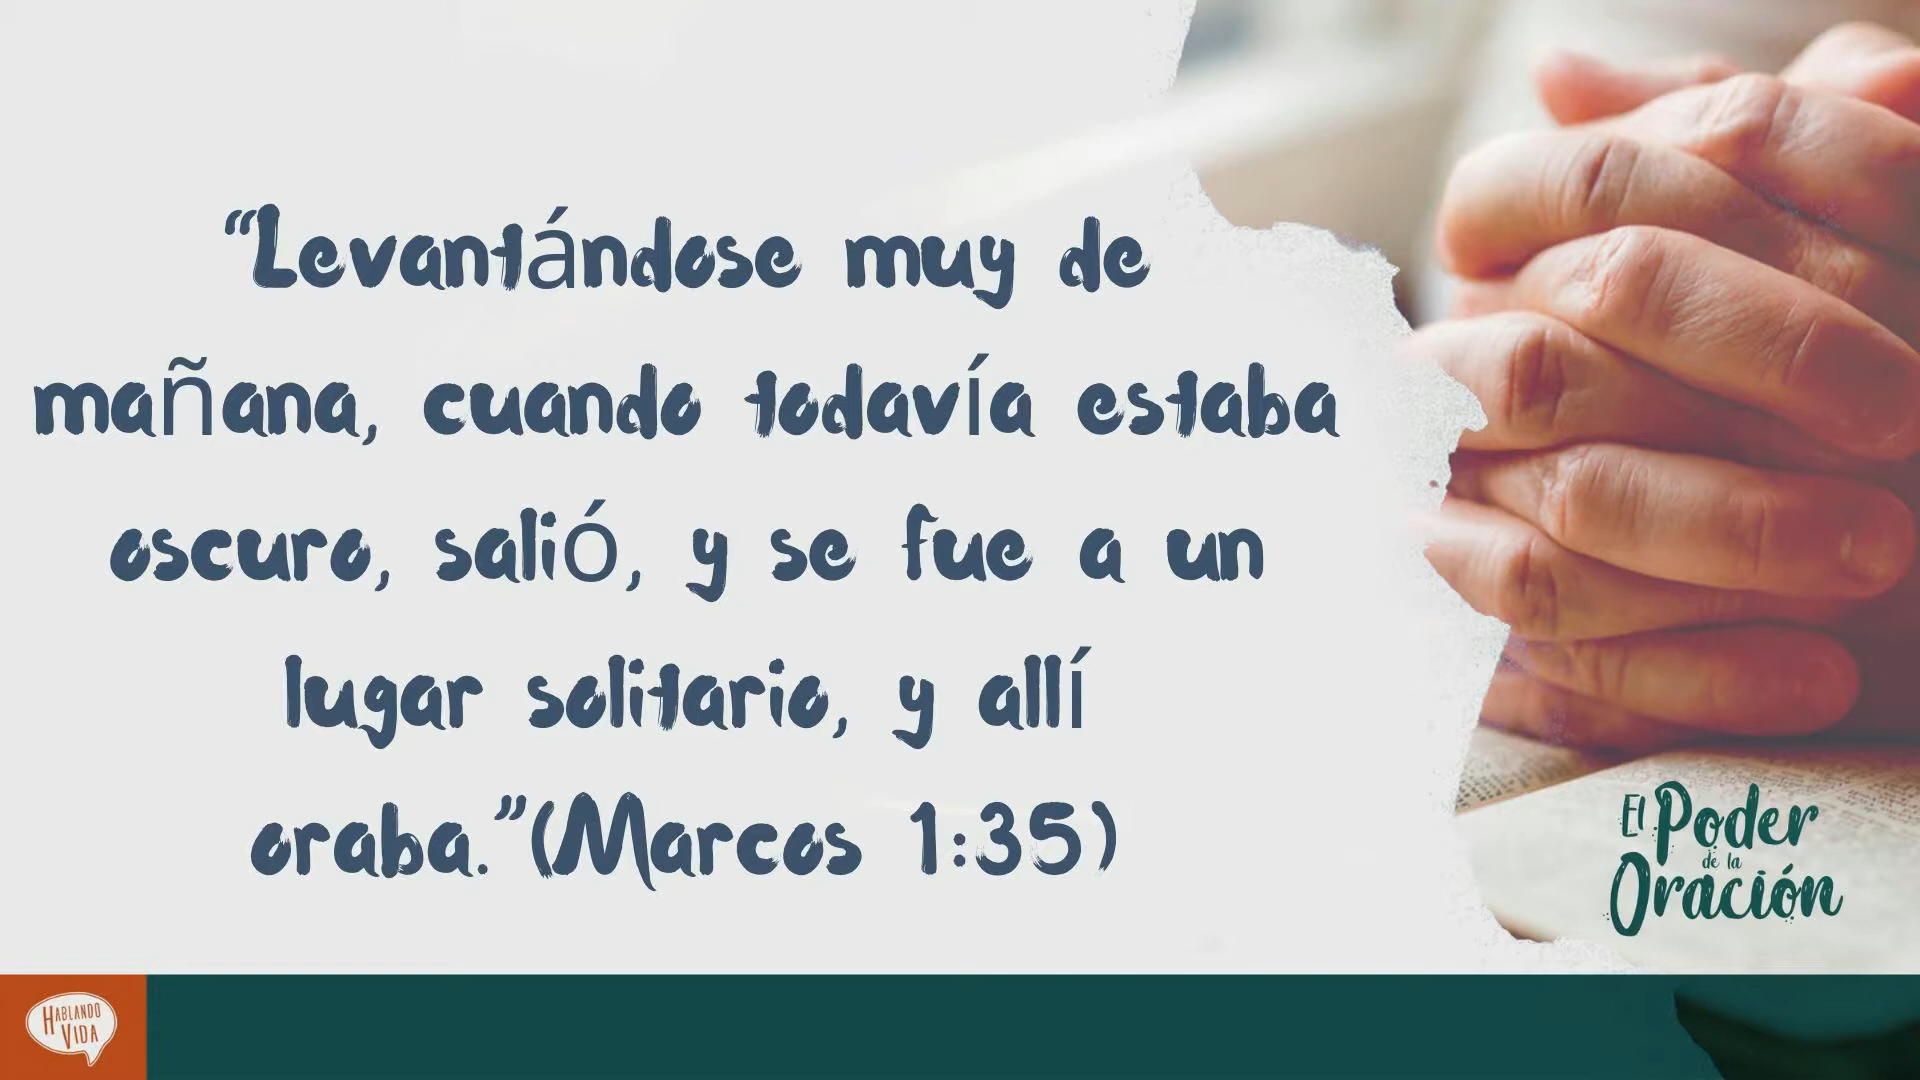 “Levantándose muy de
mañana, cuando todavía estaba
oscuro, salió, y se fue a un
lugar solitario, y allí
oraba.”(Marcos 1:35)
El Poder
de la
Oración
HABLANDO
VIDA